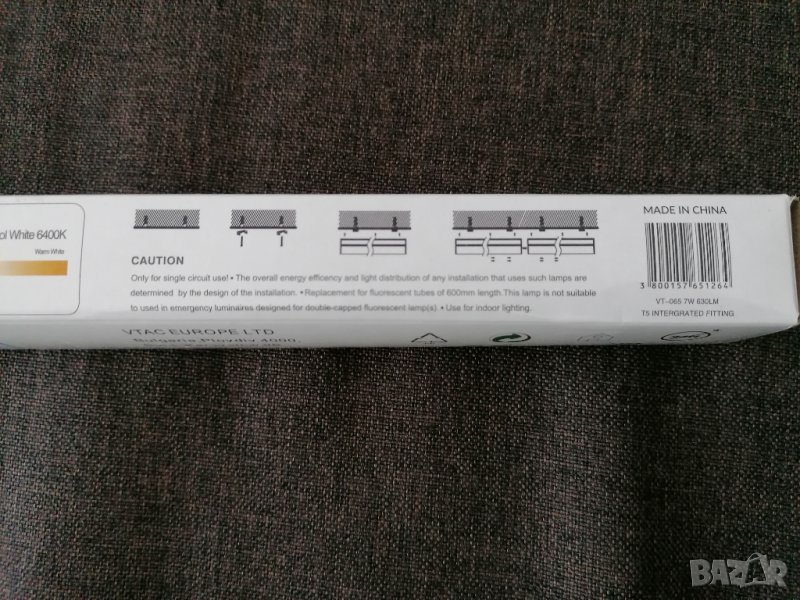 ol White 6400K
Warm White
CAUTION
Only for single circuit use! • The overall energy efficency and light distribution of any installation that uses such lamps are
determined by the design of the installation. • Replacement for fluorescent tubes of 600mm length.This lamp is not suitable
to used in emergency luminaires designed for double-capped fluorescent lamp(s) • Use for indoor lighting.
MADE IN CHINA
3 800157 651264
VT-065 7W 630LM
T5 INTERGRATED FITTING
VTAC EUROPE LTD
Bulgaria, Plovdiv 4000,
BAZAR